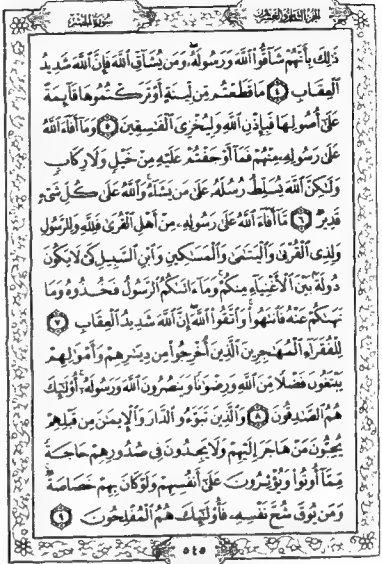 الجزء الثامن والعشرون
سورة الحشر
ذَٰلِكَ بِأَنَّهُمْ شَآقُّوا۟ ٱللَّهَ وَرَسُولَهُۥ ۖ وَمَن يُشَآقِّ ٱللَّهَ فَإِنَّ ٱللَّهَ شَدِيدُ
ٱلْعِقَابِ ٤ مَا قَطَعْتُم مِّن لِّينَةٍ أَوْ تَرَكْتُمُوهَا قَآئِمَةً
عَلَىٰٓ أُصُولِهَا فَبِإِذْنِ ٱللَّهِ وَلِيُخْزِىَ ٱلْفَـٰسِقِينَ ٥ وَمَآ أَفَآءَ ٱللَّهُ
عَلَىٰ رَسُولِهِۦ مِنْهُمْ فَمَآ أَوْجَفْتُمْ عَلَيْهِ مِنْ خَيْلٍ وَلَا رِكَابٍ
وَلَـٰكِنَّ ٱللَّهَ يُسَلِّطُ رُسُلَهُۥ عَلَىٰ مَن يَشَآءُ ۚ وَٱللَّهُ عَلَىٰ كُلِّ شَىْءٍ
قَدِيرٌ ٦ مَّآ أَفَآءَ ٱللَّهُ عَلَىٰ رَسُولِهِۦ مِنْ أَهْلِ ٱلْقُرَىٰ فَلِلَّهِ وَلِلرَّسُولِ
وَلِذِى ٱلْقُرْبَىٰ وَٱلْيَتَـٰمَىٰ وَٱلْمَسَـٰكِينِ وَٱبْنِ ٱلسَّبِيلِ كَىْ لَا يَكُونَ
دُولَةًۢ بَيْنَ ٱلْأَغْنِيَآءِ مِنكُمْ ۚ وَمَآ ءَاتَىٰكُمُ ٱلرَّسُولُ فَخُذُوهُ وَمَا
نَهَىٰكُمْ عَنْهُ فَٱنتَهُوا۟ ۚ وَٱتَّقُوا۟ ٱللَّهَ ۖ إِنَّ ٱللَّهَ شَدِيدُ ٱلْعِقَابِ ٧
لِلْفُقَرَآءِ ٱلْمُهَـٰجِرِينَ ٱلَّذِينَ أُخْرِجُوا۟ مِن دِيَـٰرِهِمْ وَأَمْوَٰلِهِمْ
يَبْتَغُونَ فَضْلًا مِّنَ ٱللَّهِ وَرِضْوَٰنًا وَيَنصُرُونَ ٱللَّهَ وَرَسُولَهُۥٓ ۚ أُو۟لَـٰٓئِكَ
هُمُ ٱلصَّـٰدِقُونَ ٨ وَٱلَّذِينَ تَبَوَّءُو ٱلدَّارَ وَٱلْإِيمَـٰنَ مِن قَبْلِهِمْ
يُحِبُّونَ مَنْ هَاجَرَ إِلَيْهِمْ وَلَا يَجِدُونَ فِى صُدُورِهِمْ حَاجَةً
مِّمَّآ أُوتُوا۟ وَيُؤْثِرُونَ عَلَىٰٓ أَنفُسِهِمْ وَلَوْ كَانَ بِهِمْ خَصَاصَةٌ ۚ
وَمَن يُوقَ شُحَّ نَفْسِهِۦ فَأُو۟لَـٰٓئِكَ هُمُ ٱلْمُفْلِحُونَ ٩
٥٤٥